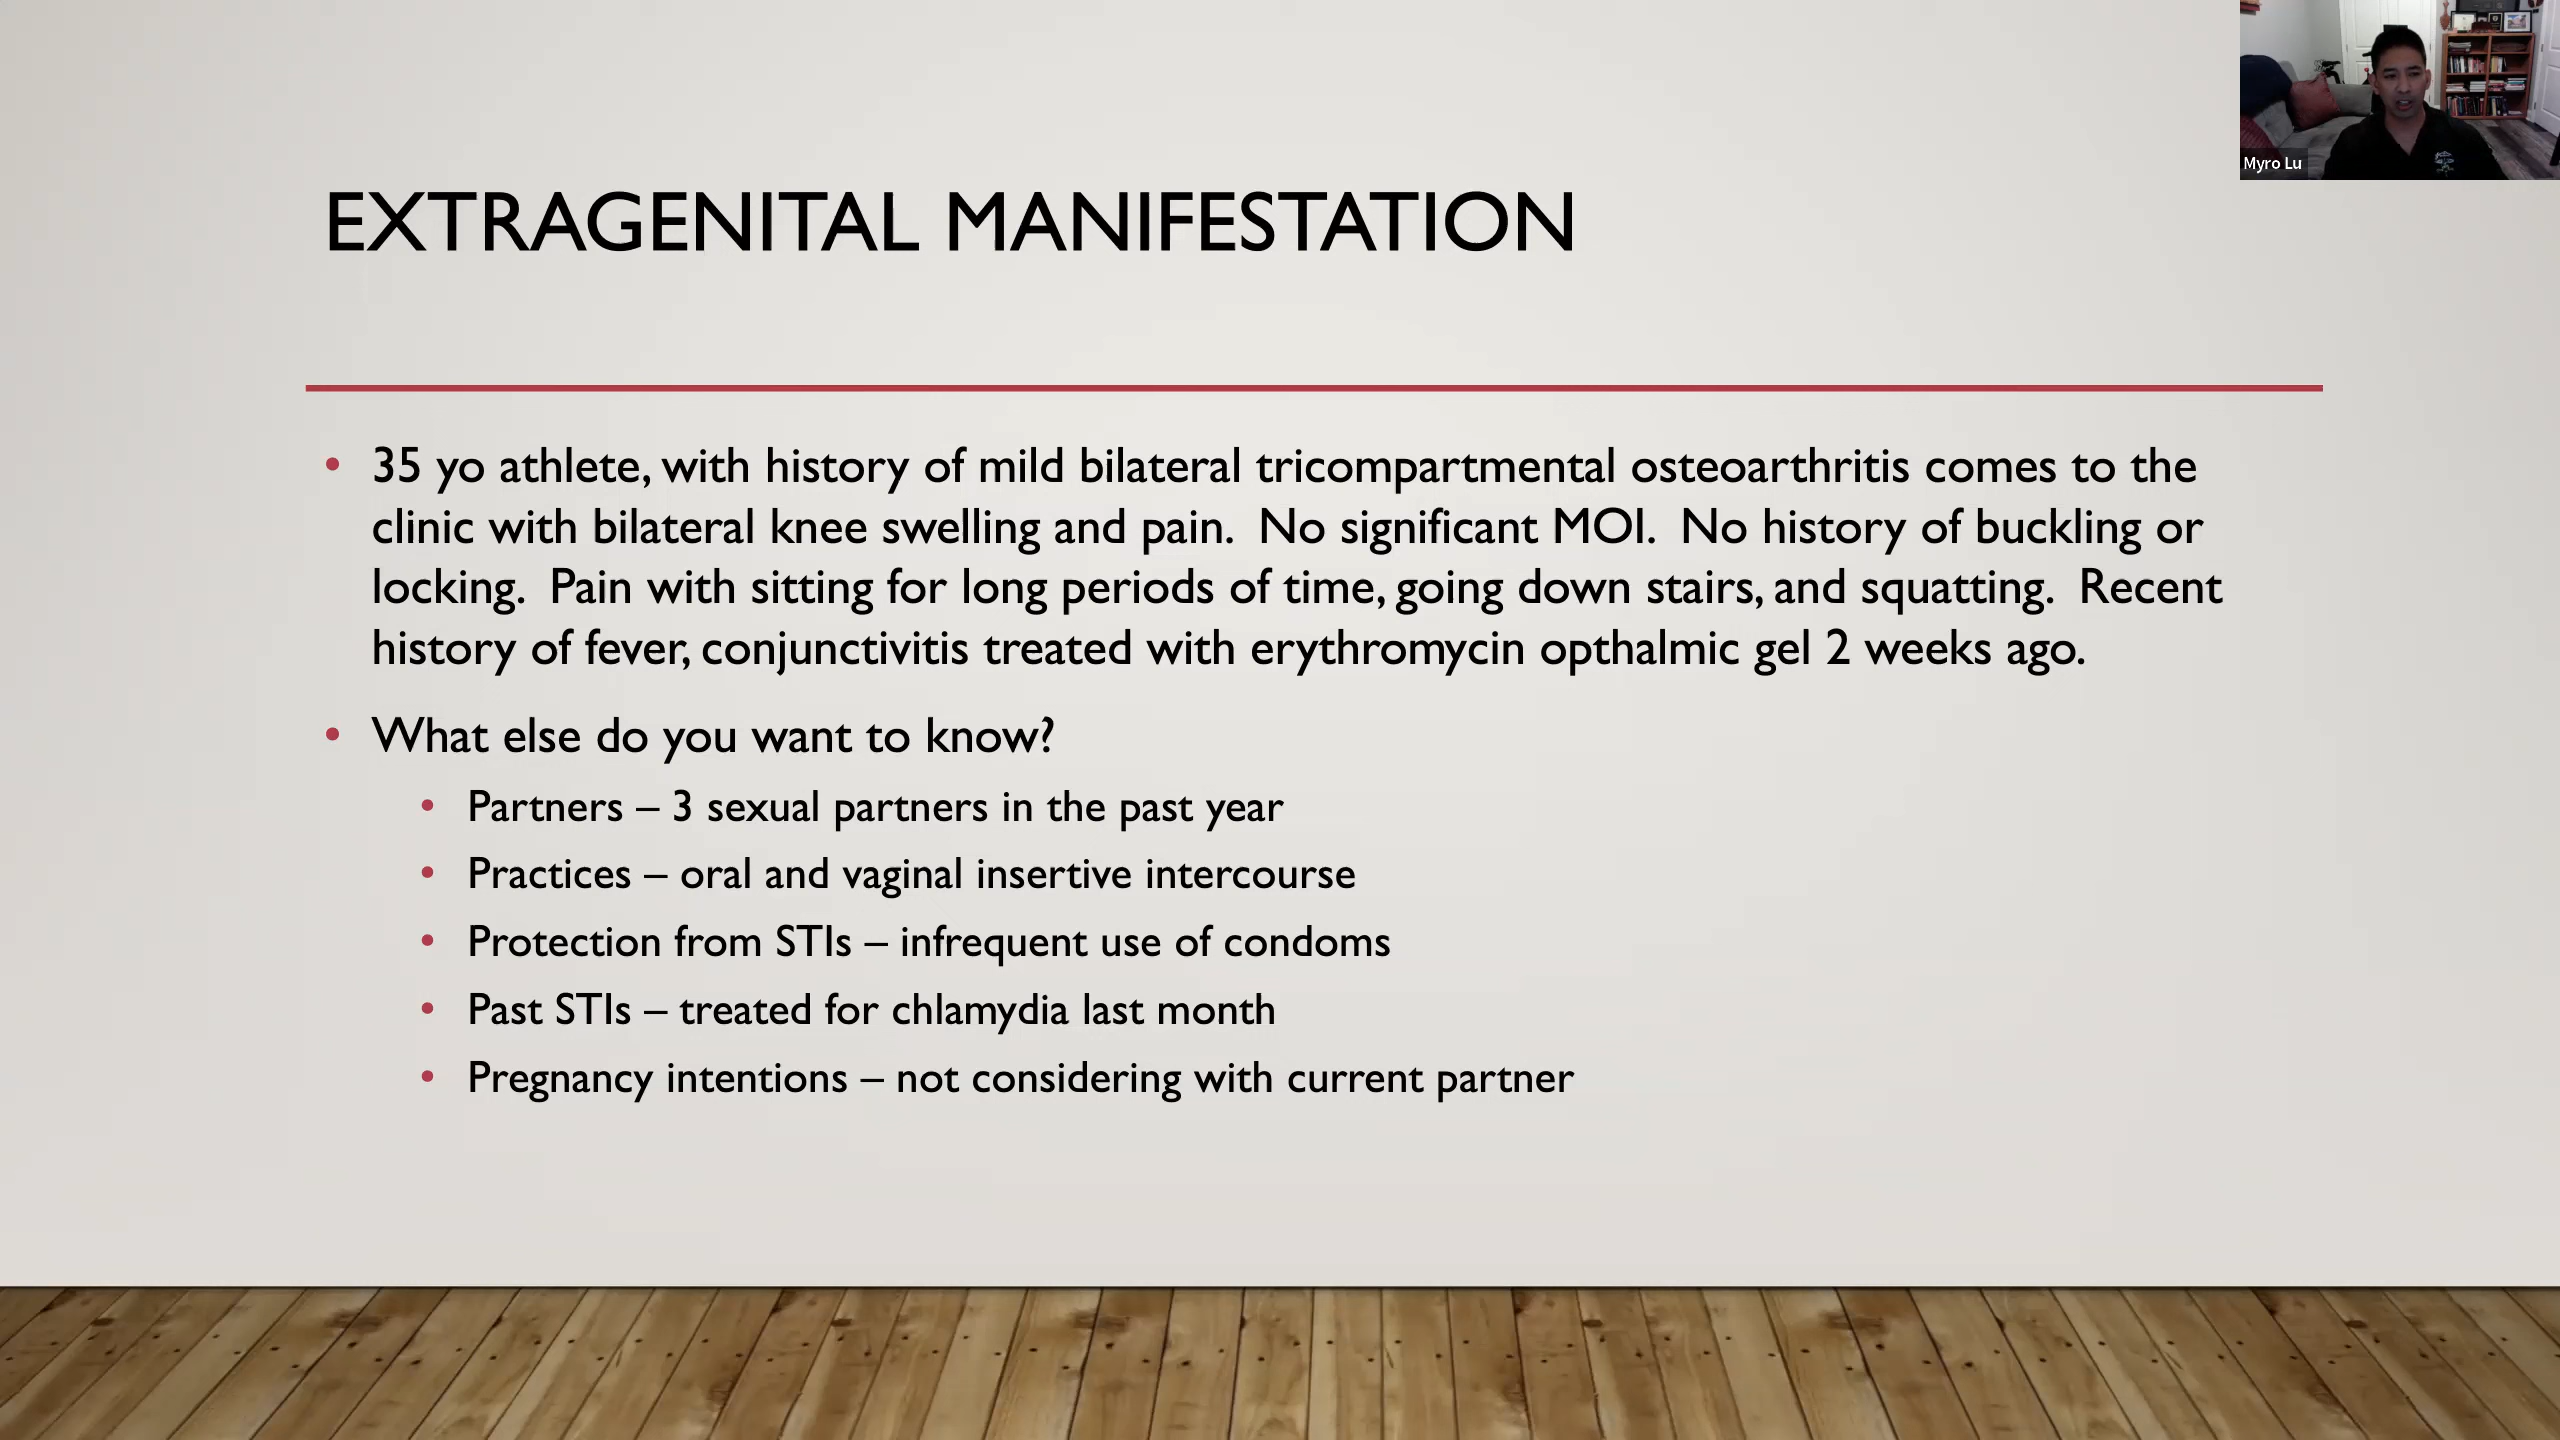 Myro Lu
EXTRAGENITAL MANIFESTATION
• 35 yo athlete, with history of mild bilateral tricompartmental osteoarthritis comes to the
clinic with bilateral knee swelling and pain.  No significant MOI.  No history of buckling or
locking.  Pain with sitting for long periods of time, going down stairs, and squatting.  Recent
history of fever, conjunctivitis treated with erythromycin opthalmic gel 2 weeks ago.
• What else do you want to know?
• Partners – 3 sexual partners in the past year
• Practices – oral and vaginal insertive intercourse
• Protection from STIs – infrequent use of condoms
• Past STIs – treated for chlamydia last month
• Pregnancy intentions – not considering with current partner